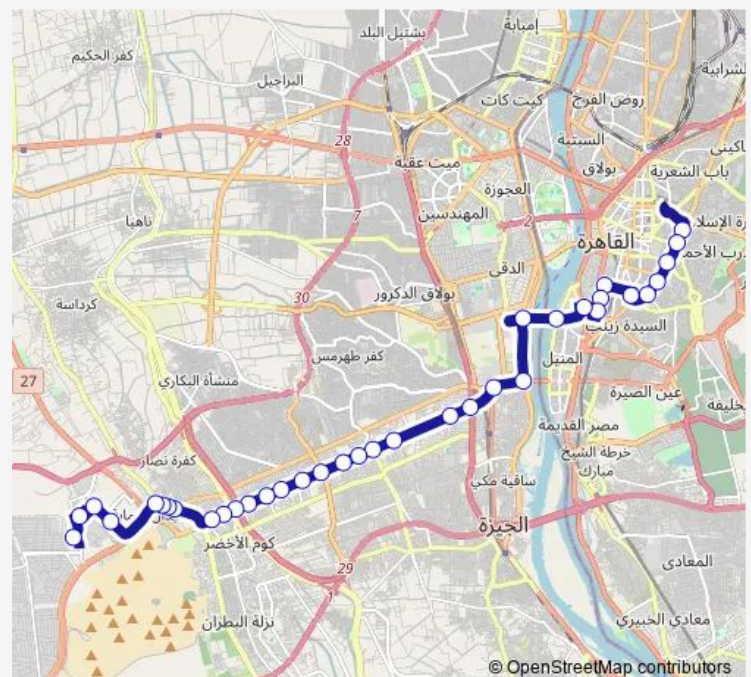 إمبابة
بشتيل البلد
كفر الحكيم
لشرابية
البراجيل
كيت كات
روض الفرج
السبتية
28
ميت عقبة
بولاق
باب الشعرية
العجوزة
المهندسين
7
2
ناهيا
القاهرة
الدقي
بولاق الدكرور
30
كرداسة
السيدة زينب
كفر طهرمس
المنيل
27
منشأة البكاري
عين الصيرة
مصر القديمة
خرطة الشيخ
مبارك
كفرة نصار
ساقية مكي
الجيزة
كوم الأخضر
المعادي
29
1
نزلة البطران
معادي الخبيري
© OpenStreetMap contributors